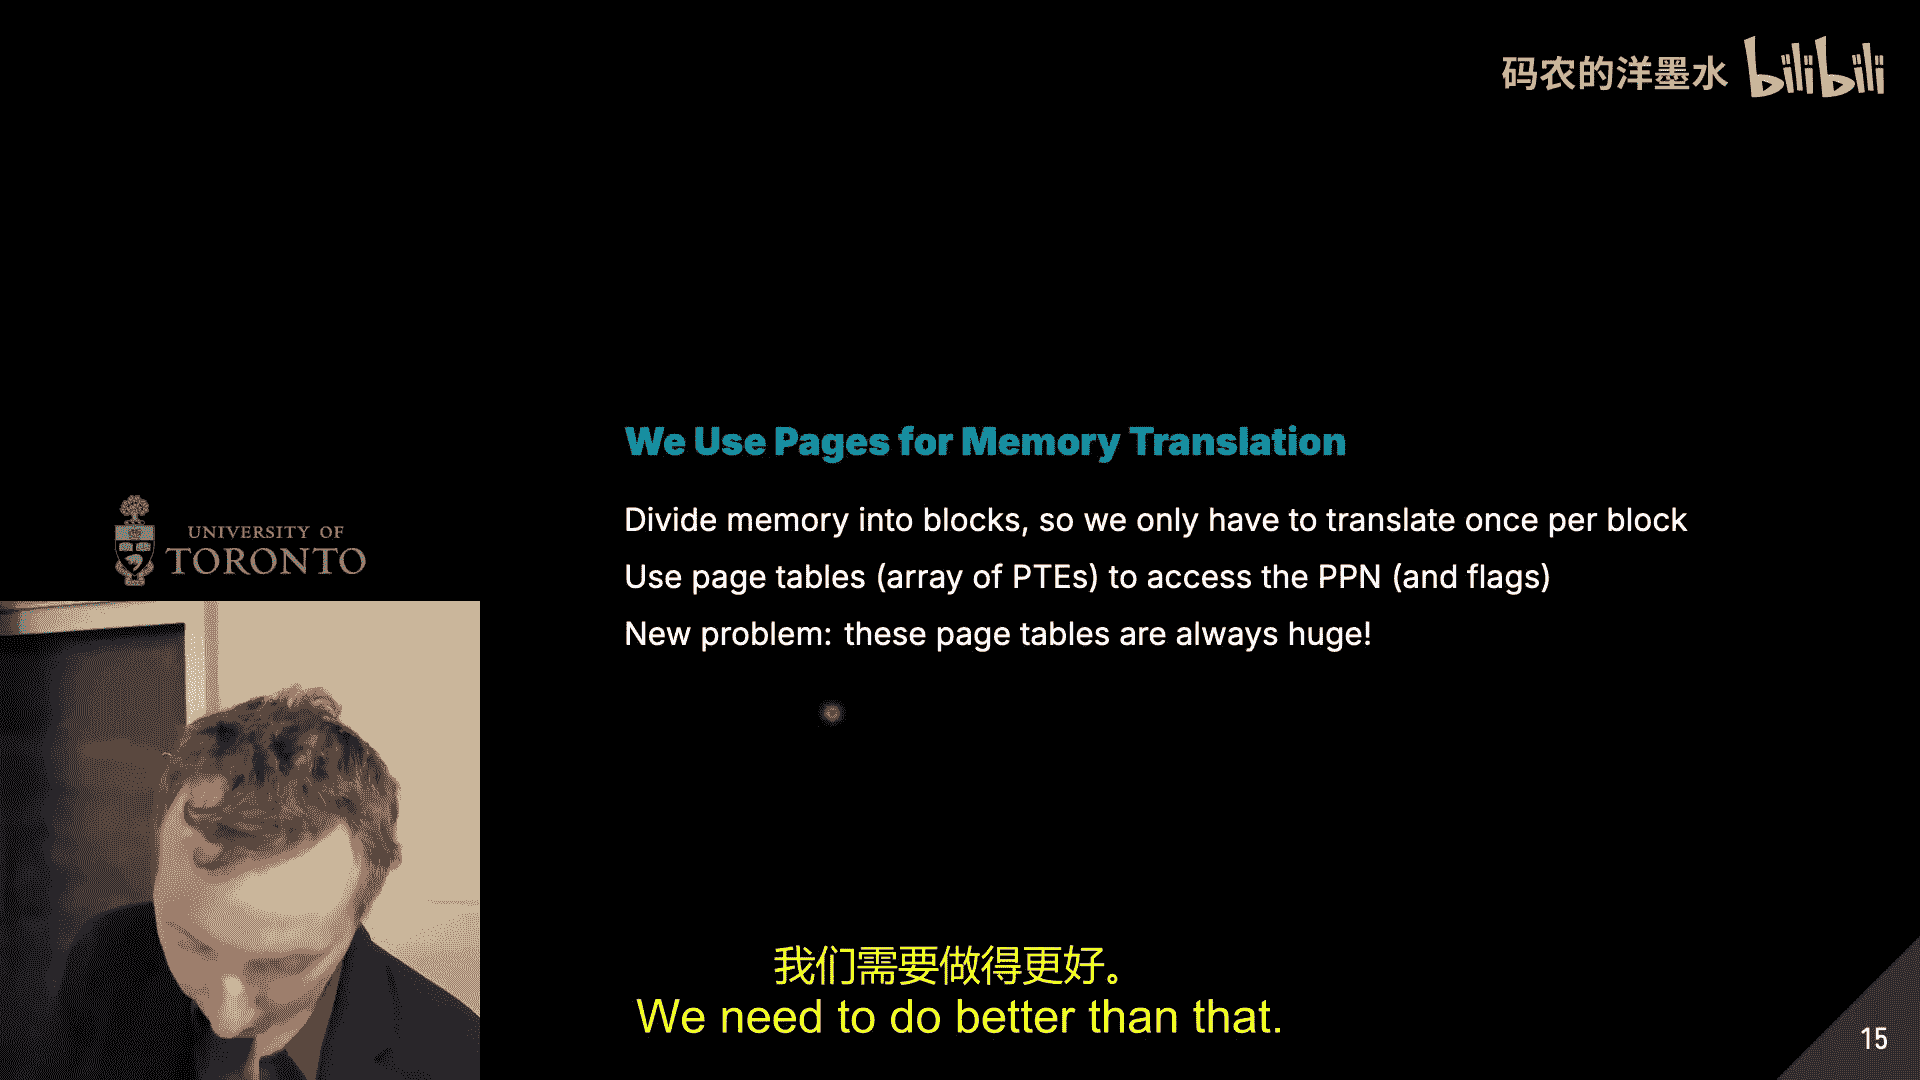 码农的洋墨水 bilibili
We Use Pages for Memory Translation
Divide memory into blocks, so we only have to translate once per block
Use page tables (array of PTEs) to access the PPN (and flags)
New problem: these page tables are always huge!
UNIVERSITY OF
TORONTO
我们需要做得更好。
We need to do better than that.
15